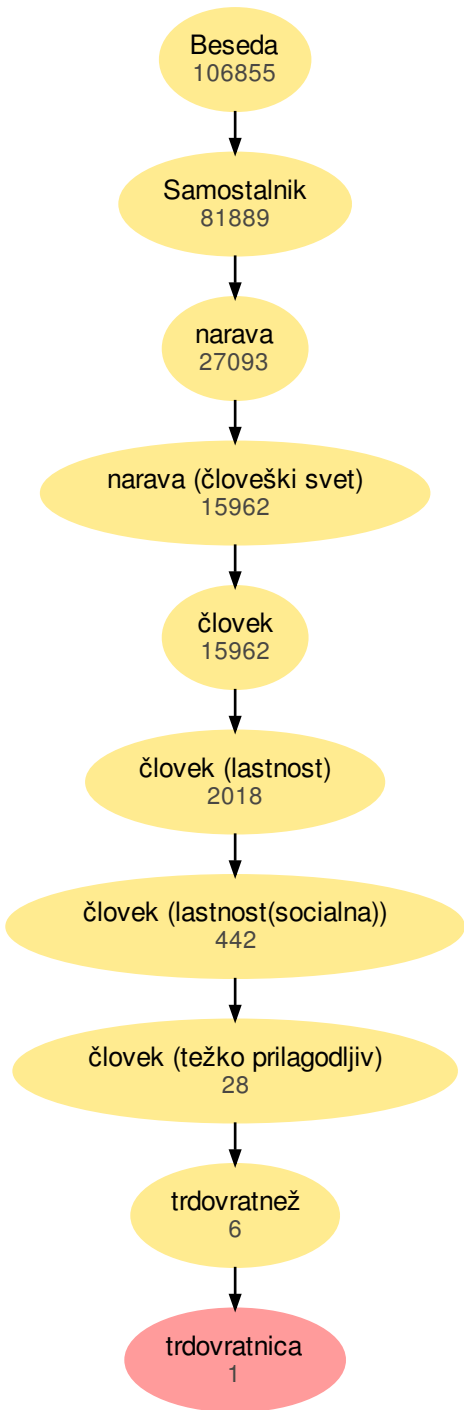 Beseda
106855
Samostalnik
81889
narava
27093
narava (človeški svet)
15962
človek
15962
človek (lastnost)
2018
človek (lastnost(socialna))
442
človek (težko prilagodljiv)
28
trdovratnež
6
trdovratnica
1